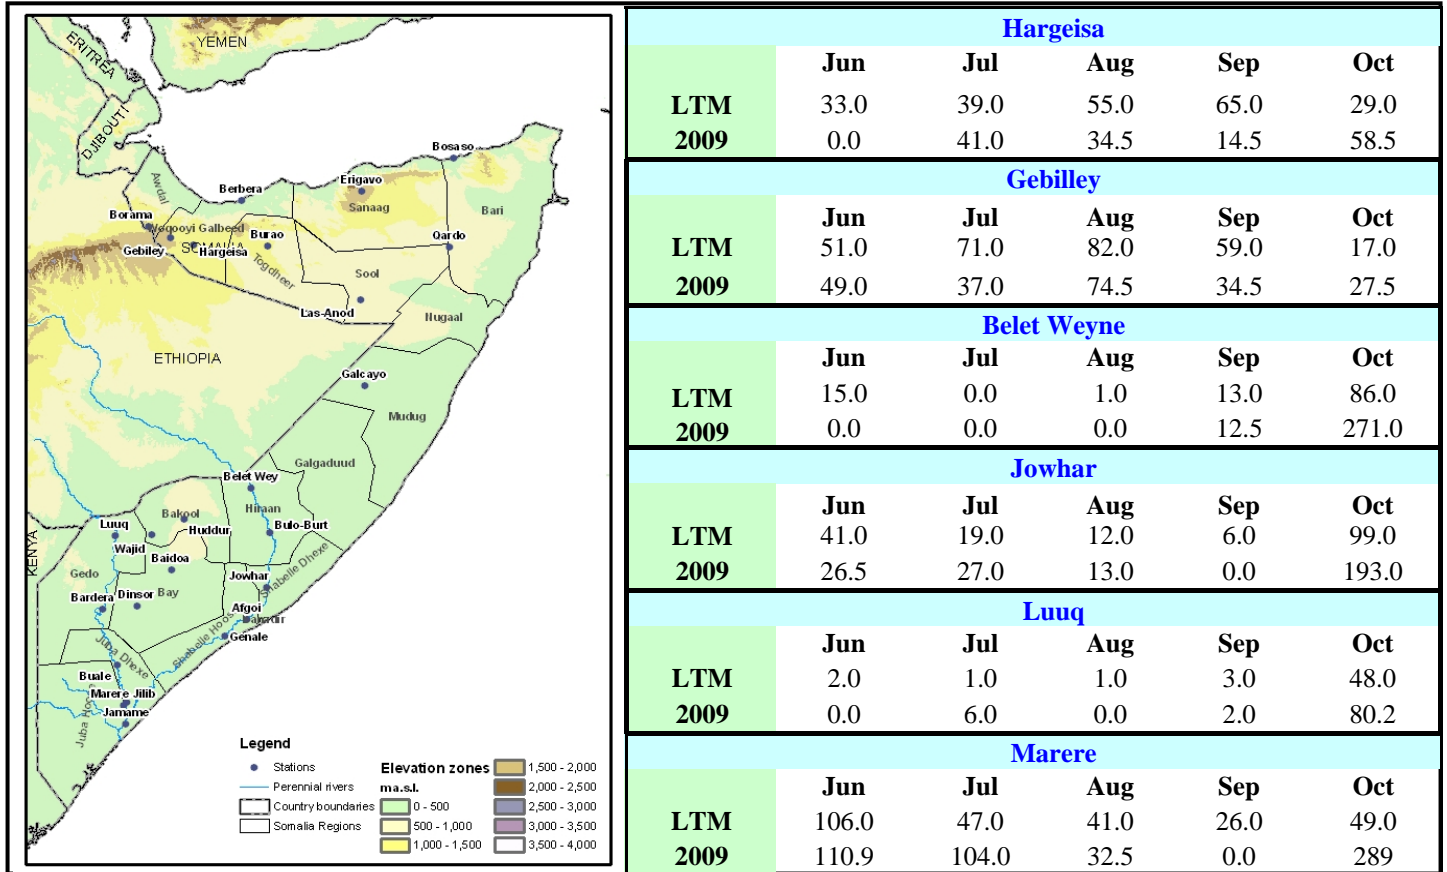 YEMEN
ERITREA
DJIBOUTI
Bosaso
Erigavo
Berbera
Awdal
Sanaag
Bari
Borama
Woqooyi Galbeed
Burao
Qardo
Gebiley
SOMALIA
Hargeisa
Togdheer
Sool
Las-Anod
Nugaal
ETHIOPIA
Galcayo
Mudug
Galgaduud
Belet Wey
Hiraan
Bakool
Luuq
Huddur
Bulo-Burt
KENYA
Wajid
Baidoa
Gedo
Jowhar
Shabelle Dhexe
Bardera
Dinsor
Bay
Afgoi
Genale
Shabelle Hoose
Juba Dhexe
Buale
Marere
Jilib
Jamame
Legend
Stations
Perennial rivers
Country boundaries
Somalia Regions
Elevation zones
m a.s.l.
0 - 500
500 - 1,000
1,000 - 1,500
1,500 - 2,000
2,000 - 2,500
2,500 - 3,000
3,000 - 3,500
3,500 - 4,000
Hargeisa
Jun Jul Aug Sep Oct
LTM 33.0 39.0 55.0 65.0 29.0
2009 0.0 41.0 34.5 14.5 58.5
Gebilley
Jun Jul Aug Sep Oct
LTM 51.0 71.0 82.0 59.0 17.0
2009 49.0 37.0 74.5 34.5 27.5
Belet Weyne
Jun Jul Aug Sep Oct
LTM 15.0 0.0 1.0 13.0 86.0
2009 0.0 0.0 0.0 12.5 271.0
Jowhar
Jun Jul Aug Sep Oct
LTM 41.0 19.0 12.0 6.0 99.0
2009 26.5 27.0 13.0 0.0 193.0
Luuq
Jun Jul Aug Sep Oct
LTM 2.0 1.0 1.0 3.0 48.0
2009 0.0 6.0 0.0 2.0 80.2
Marere
Jun Jul Aug Sep Oct
LTM 106.0 47.0 41.0 26.0 49.0
2009 110.9 104.0 32.5 0.0 289